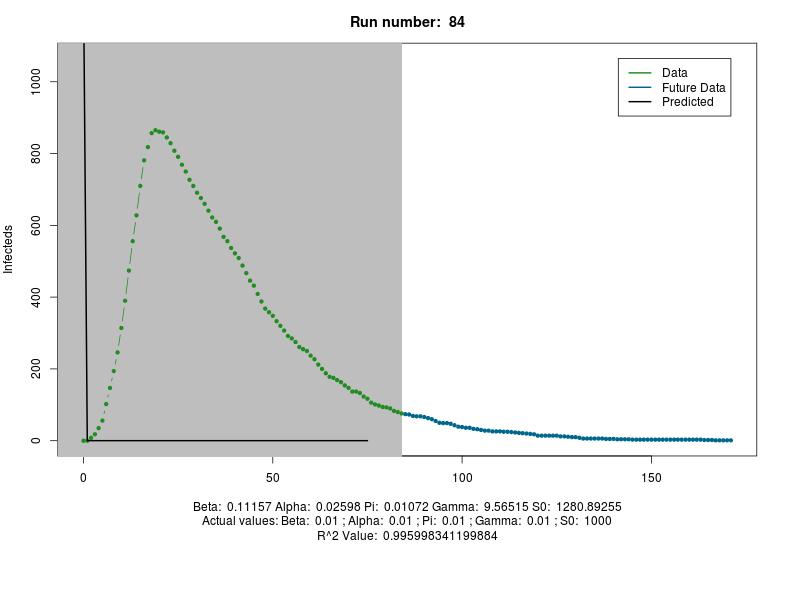 Run number: 84
Data
Future Data
Predicted
Infecteds
1000
800
600
400
200
0
0 50 100 150
Beta: 0.11157 Alpha: 0.02598 Pi: 0.01072 Gamma: 9.56515 S0: 1280.89255
Actual values: Beta: 0.01 ; Alpha: 0.01 ; Pi: 0.01 ; Gamma: 0.01 ; S0: 1000
R^2 Value: 0.995998341199884